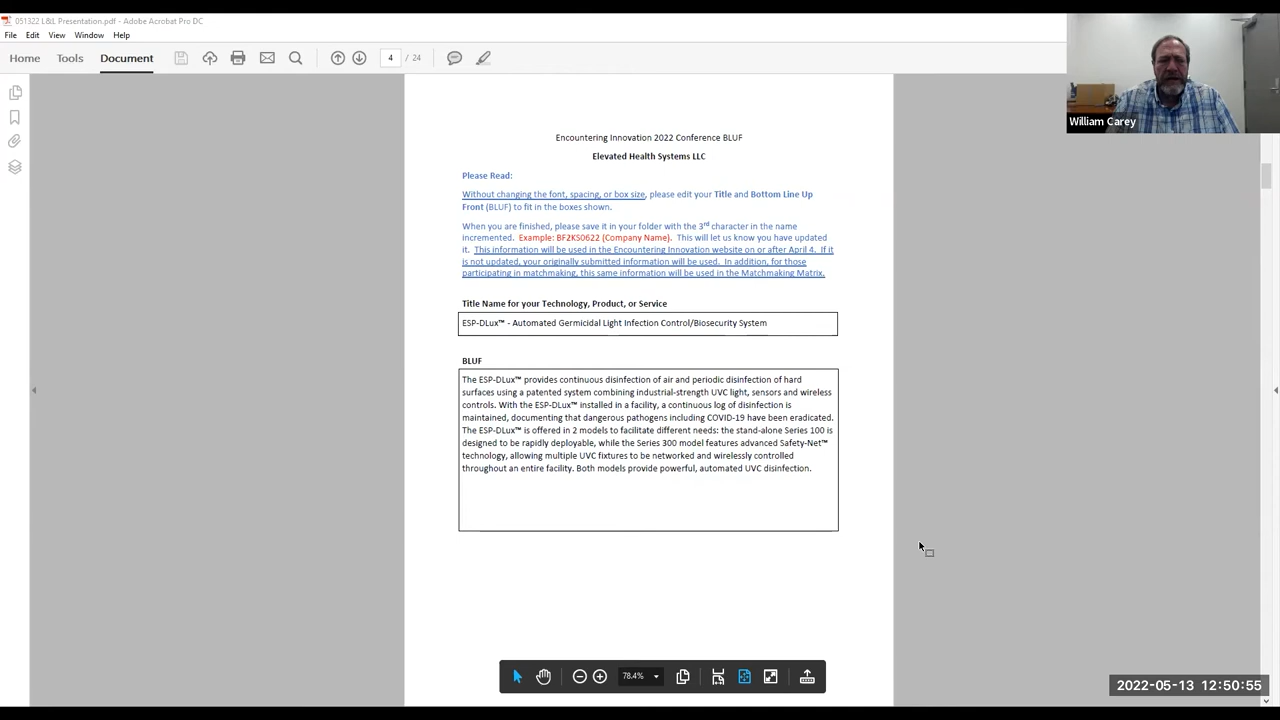 051322 L&L Presentation.pdf - Adobe Acrobat Pro DC
File Edit View Window Help
Home Tools Document 4 / 24
William Carey
Encountering Innovation 2022 Conference BLUF
Elevated Health Systems LLC
Please Read:
Without changing the font, spacing, or box size, please edit your Title and Bottom Line Up
Front (BLUF) to fit in the boxes shown.
When you are finished, please save it in your folder with the 3rd character in the name
incremented. Example: BF2KS0622 (Company Name). This will let us know you have updated
it. This information will be used in the Encountering Innovation website on or after April 4. If it
is not updated, your originally submitted information will be used. In addition, for those
participating in matchmaking, this same information will be used in the Matchmaking Matrix.
Title Name for your Technology, Product, or Service
ESP-DLux™ - Automated Germicidal Light Infection Control/Biosecurity System
BLUF
The ESP-DLux™ provides continuous disinfection of air and periodic disinfection of hard
surfaces using a patented system combining industrial-strength UVC light, sensors and wireless
controls. With the ESP-DLux™ installed in a facility, a continuous log of disinfection is
maintained, documenting that dangerous pathogens including COVID-19 have been eradicated.
The ESP-DLux™ is offered in 2 models to facilitate different needs: the stand-alone Series 100 is
designed to be rapidly deployable, while the Series 300 model features advanced Safety-Net™
technology, allowing multiple UVC fixtures to be networked and wirelessly controlled
throughout an entire facility. Both models provide powerful, automated UVC disinfection.
78.4%
2022-05-13 12:50:55